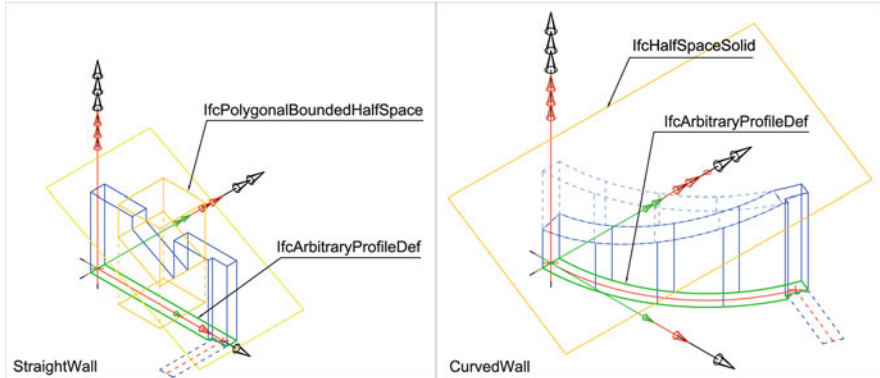 IfcPolygonalBoundedHalfSpace
IfcArbitraryProfileDef
StraightWall
IfcHalfSpaceSolid
IfcArbitraryProfileDef
CurvedWall